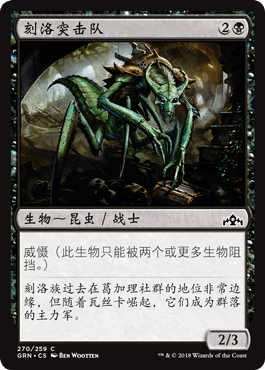 刻洛突击队 2
生物～昆虫／战士
威慑（此生物只能被两个或更多生物阻
挡。）
刻洛族过去在葛加理社群的地位非常边
缘，但随着瓦丝卡崛起，它们成为群落
的主力军。
2/3
270/259 C
GRN • CS BEN WOOTTEN
™ & © 2018 Wizards of the Coast